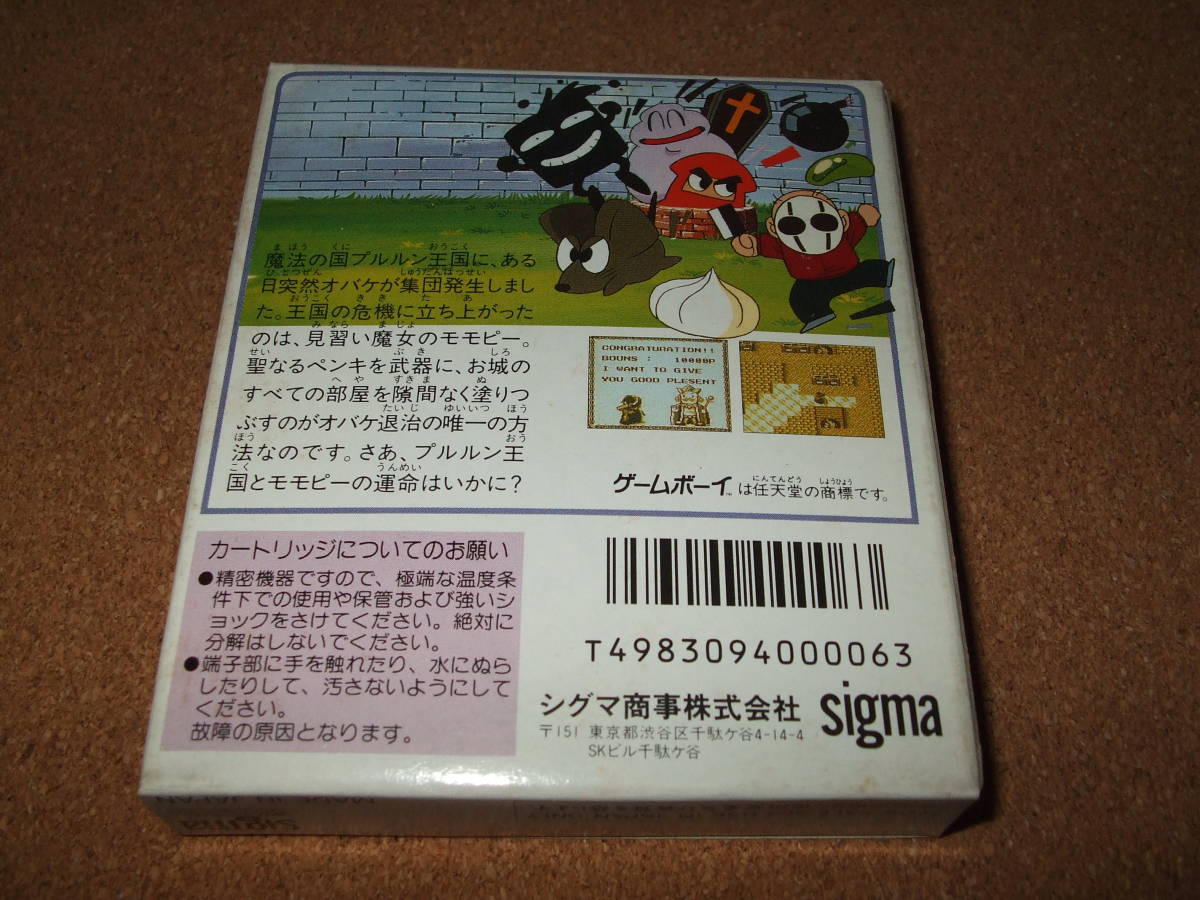 魔法の国プルルン王国に、ある
日突然オバケが集団発生しまし
た。王国の危機に立ち上がった
のは、見習い魔女のモモピー。
聖なるペンキを武器に、お城の
すべての部屋を隙間なく塗りつ
ぶすのがオバケ退治の唯一の方
法なのです。さあ、プルルン王
国とモモピーの運命はいかに?
CONGRATURATION!!
BOUNS : 10000P
I WANT TO GIVE
YOU GOOD PLESENT
ゲームボーイ™は任天堂の商標です。
カートリッジについてのお願い
●精密機器ですので、極端な温度条
件下での使用や保管および強いシ
ョックをさけてください。絶対に
分解はしないでください。
●端子部に手を触れたり、水にぬら
したりして、汚さないようにして
ください。
故障の原因となります。
T4983094000063
シグマ商事株式会社 sigma
〒151 東京都渋谷区千駄ケ谷4-14-4
SKビル千駄ケ谷
MADE IN JAPAN